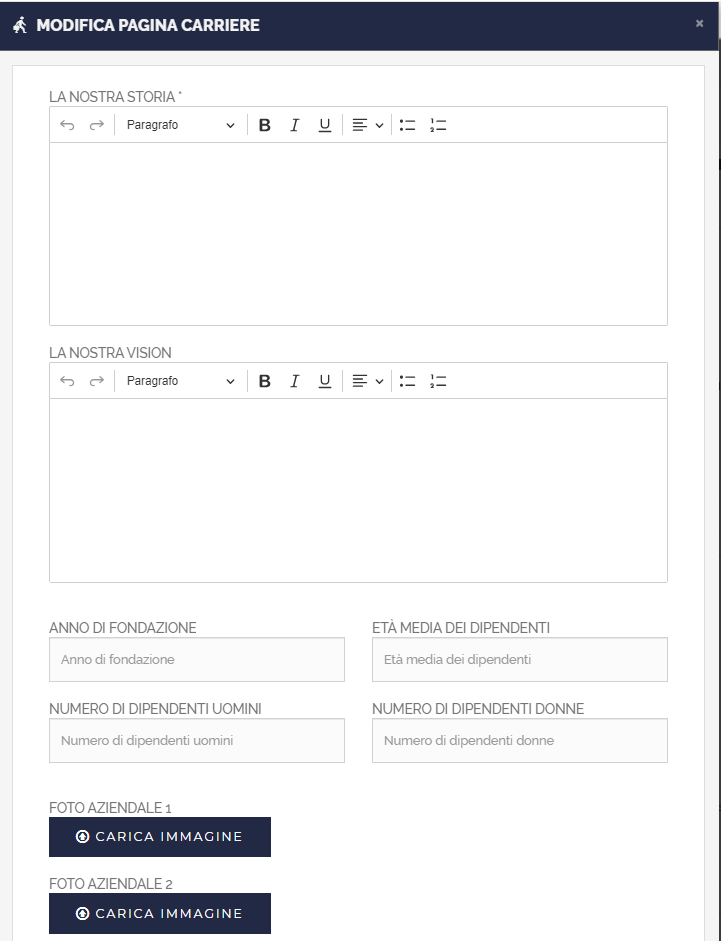 MODIFICA PAGINA CARRIERE ×
LA NOSTRA STORIA *
Paragrafo B I U
LA NOSTRA VISION
Paragrafo B I U
ANNO DI FONDAZIONE ETÀ MEDIA DEI DIPENDENTI
Anno di fondazione Età media dei dipendenti
NUMERO DI DIPENDENTI UOMINI NUMERO DI DIPENDENTI DONNE
Numero di dipendenti uomini Numero di dipendenti donne
FOTO AZIENDALE 1
CARICA IMMAGINE
FOTO AZIENDALE 2
CARICA IMMAGINE